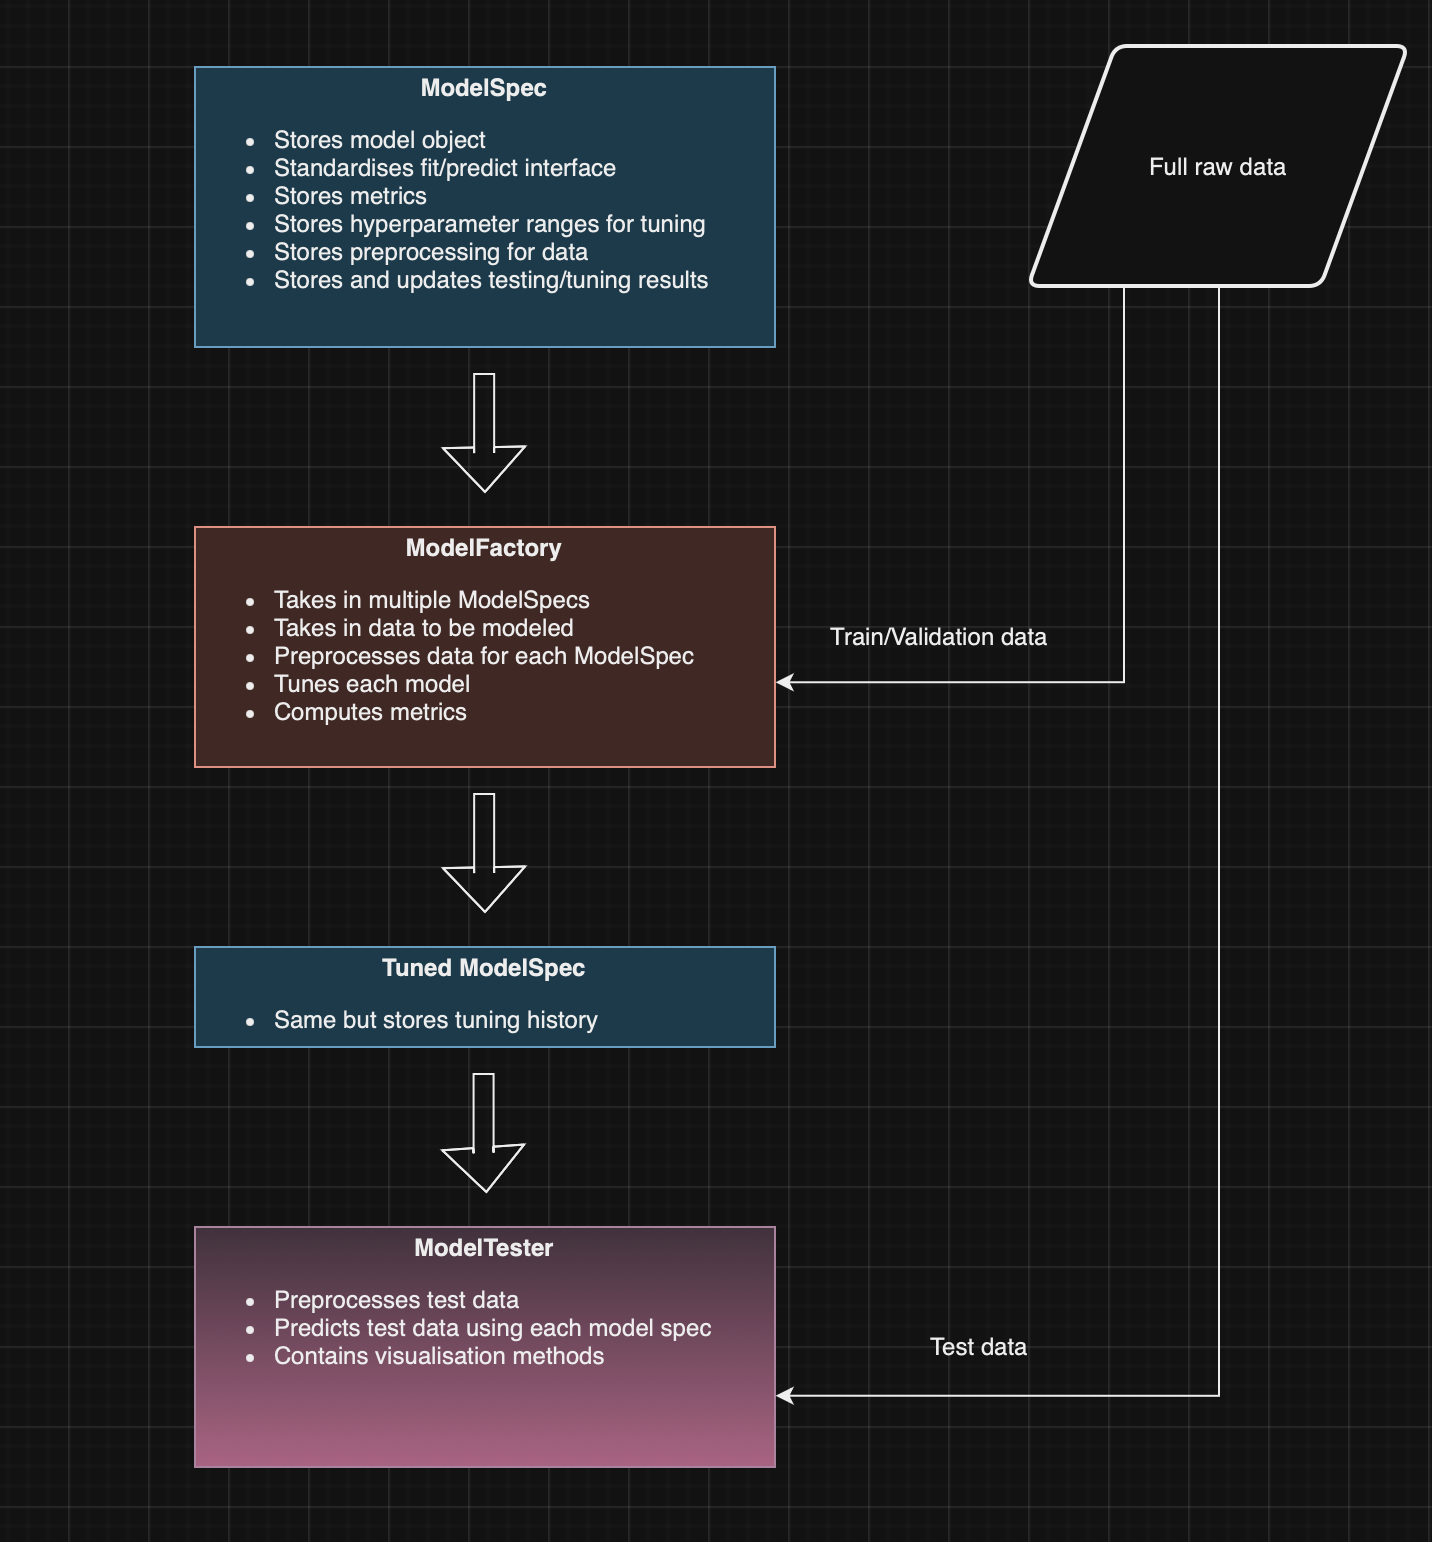 ModelSpec
• Stores model object
• Standardises fit/predict interface
• Stores metrics
• Stores hyperparameter ranges for tuning
• Stores preprocessing for data
• Stores and updates testing/tuning results
Full raw data
ModelFactory
• Takes in multiple ModelSpecs
• Takes in data to be modeled
• Preprocesses data for each ModelSpec
• Tunes each model
• Computes metrics
Train/Validation data
Tuned ModelSpec
• Same but stores tuning history
ModelTester
• Preprocesses test data
• Predicts test data using each model spec
• Contains visualisation methods
Test data